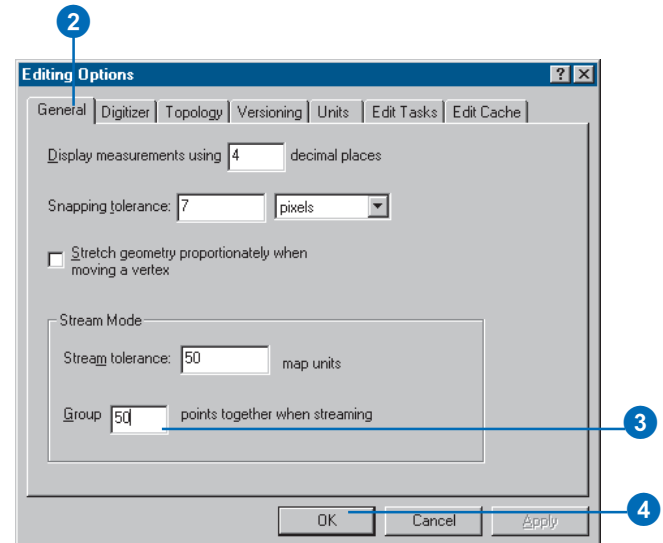 2
Editing Options
General Digitizer Topology Versioning Units Edit Tasks Edit Cache
Display measurements using 4 decimal places
Snapping tolerance: 7 pixels
Stretch geometry proportionately when
moving a vertex
Stream Mode
Stream tolerance: 50 map units
Group 50 points together when streaming
3
OK Cancel Apply
4